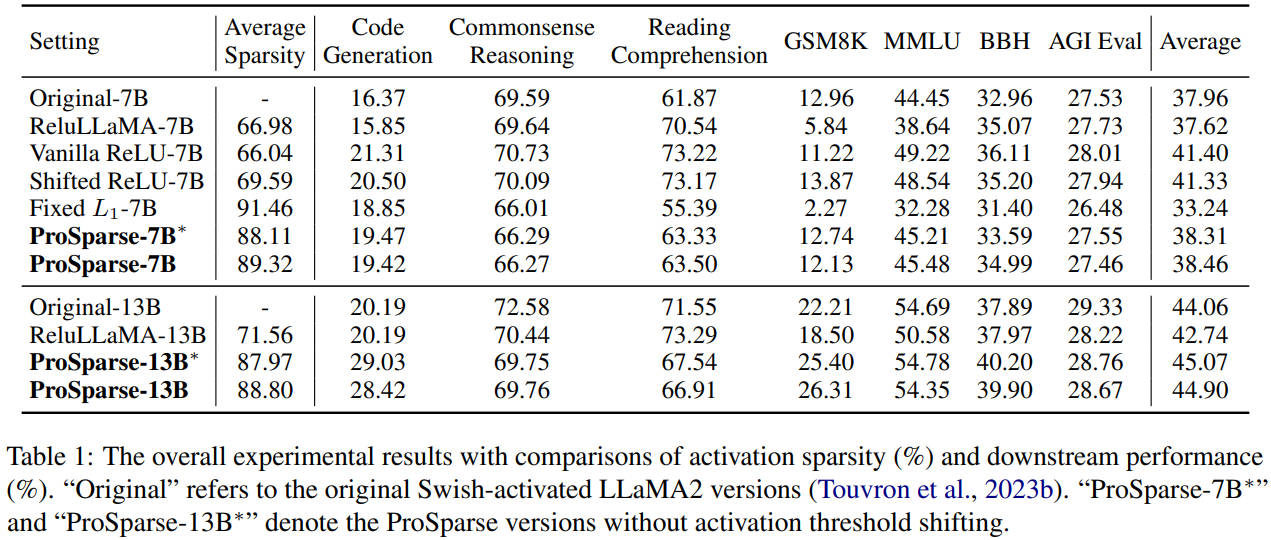 Setting Average Sparsity Code Generation Commonsense Reasoning Reading Comprehension GSM8K MMLU BBH AGI Eval Average
Original-7B - 16.37 69.59 61.87 12.96 44.45 32.96 27.53 37.96
ReluLLaMA-7B 66.98 15.85 69.64 70.54 5.84 38.64 35.07 27.73 37.62
Vanilla ReLU-7B 66.04 21.31 70.73 73.22 11.22 49.22 36.11 28.01 41.40
Shifted ReLU-7B 69.59 20.50 70.09 73.17 13.87 48.54 35.20 27.94 41.33
Fixed L₁-7B 91.46 18.85 66.01 55.39 2.27 32.28 31.40 26.48 33.24
ProSparse-7B* 88.11 19.47 66.29 63.33 12.74 45.21 33.59 27.55 38.31
ProSparse-7B 89.32 19.42 66.27 63.50 12.13 45.48 34.99 27.46 38.46
Original-13B - 20.19 72.58 71.55 22.21 54.69 37.89 29.33 44.06
ReluLLaMA-13B 71.56 20.19 70.44 73.29 18.50 50.58 37.97 28.22 42.74
ProSparse-13B* 87.97 29.03 69.75 67.54 25.40 54.78 40.20 28.76 45.07
ProSparse-13B 88.80 28.42 69.76 66.91 26.31 54.35 39.90 28.67 44.90
Table 1: The overall experimental results with comparisons of activation sparsity (%) and downstream performance
(%). “Original” refers to the original Swish-activated LLaMA2 versions (Touvron et al., 2023b). “ProSparse-7B*”
and “ProSparse-13B*” denote the ProSparse versions without activation threshold shifting.